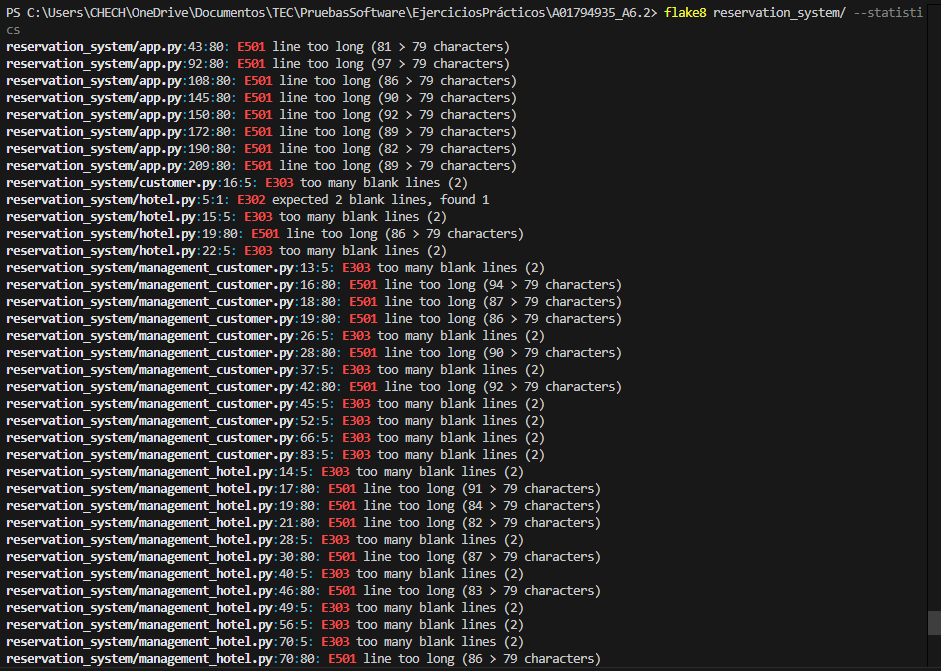 PS C:\Users\CHECH\OneDrive\Documentos\TEC\PruebasSoftware\EjerciciosPrácticos\A01794935_A6.2> flake8 reservation_system/ --statisti
cs
reservation_system/app.py:43:80: E501 line too long (81 > 79 characters)
reservation_system/app.py:92:80: E501 line too long (97 > 79 characters)
reservation_system/app.py:108:80: E501 line too long (86 > 79 characters)
reservation_system/app.py:145:80: E501 line too long (90 > 79 characters)
reservation_system/app.py:150:80: E501 line too long (92 > 79 characters)
reservation_system/app.py:172:80: E501 line too long (89 > 79 characters)
reservation_system/app.py:190:80: E501 line too long (82 > 79 characters)
reservation_system/app.py:209:80: E501 line too long (89 > 79 characters)
reservation_system/customer.py:16:5: E303 too many blank lines (2)
reservation_system/hotel.py:5:1: E302 expected 2 blank lines, found 1
reservation_system/hotel.py:15:5: E303 too many blank lines (2)
reservation_system/hotel.py:19:80: E501 line too long (86 > 79 characters)
reservation_system/hotel.py:22:5: E303 too many blank lines (2)
reservation_system/management_customer.py:13:5: E303 too many blank lines (2)
reservation_system/management_customer.py:16:80: E501 line too long (94 > 79 characters)
reservation_system/management_customer.py:18:80: E501 line too long (87 > 79 characters)
reservation_system/management_customer.py:19:80: E501 line too long (86 > 79 characters)
reservation_system/management_customer.py:26:5: E303 too many blank lines (2)
reservation_system/management_customer.py:28:80: E501 line too long (90 > 79 characters)
reservation_system/management_customer.py:37:5: E303 too many blank lines (2)
reservation_system/management_customer.py:42:80: E501 line too long (92 > 79 characters)
reservation_system/management_customer.py:45:5: E303 too many blank lines (2)
reservation_system/management_customer.py:52:5: E303 too many blank lines (2)
reservation_system/management_customer.py:66:5: E303 too many blank lines (2)
reservation_system/management_customer.py:83:5: E303 too many blank lines (2)
reservation_system/management_hotel.py:14:5: E303 too many blank lines (2)
reservation_system/management_hotel.py:17:80: E501 line too long (91 > 79 characters)
reservation_system/management_hotel.py:19:80: E501 line too long (84 > 79 characters)
reservation_system/management_hotel.py:21:80: E501 line too long (82 > 79 characters)
reservation_system/management_hotel.py:28:5: E303 too many blank lines (2)
reservation_system/management_hotel.py:30:80: E501 line too long (87 > 79 characters)
reservation_system/management_hotel.py:40:5: E303 too many blank lines (2)
reservation_system/management_hotel.py:46:80: E501 line too long (83 > 79 characters)
reservation_system/management_hotel.py:49:5: E303 too many blank lines (2)
reservation_system/management_hotel.py:56:5: E303 too many blank lines (2)
reservation_system/management_hotel.py:70:5: E303 too many blank lines (2)
reservation_system/management_hotel.py:70:80: E501 line too long (86 > 79 characters)